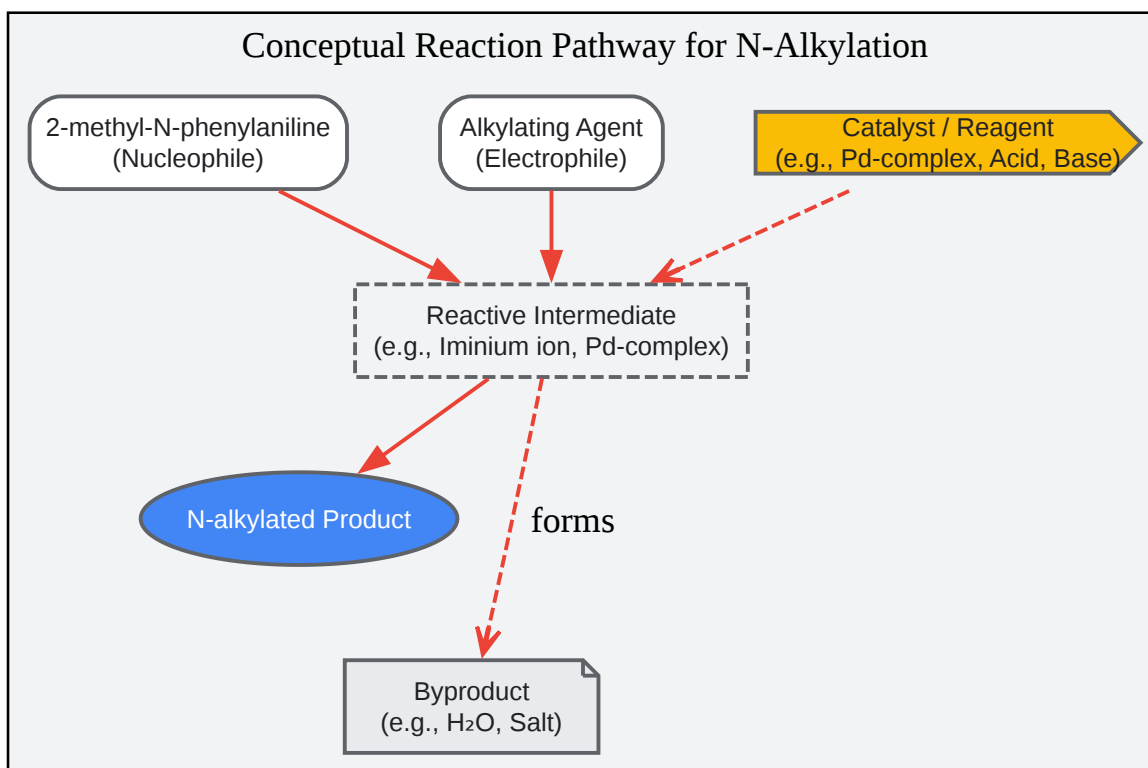 Conceptual Reaction Pathway for N-Alkylation
2-methyl-N-phenylaniline
(Nucleophile)
Alkylating Agent
(Electrophile)
Catalyst / Reagent
(e.g., Pd-complex, Acid, Base)
Reactive Intermediate
(e.g., Iminium ion, Pd-complex)
N-alkylated Product
forms
Byproduct
(e.g., H₂O, Salt)